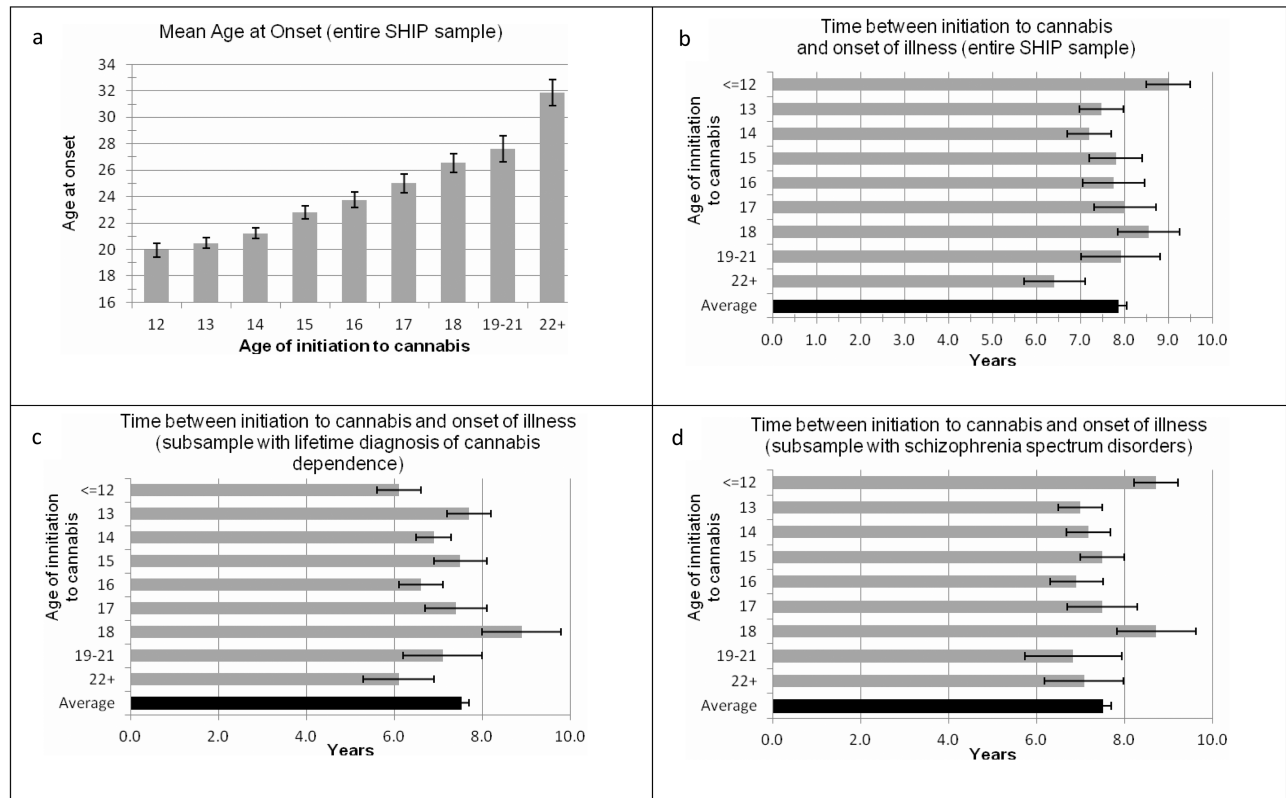 a
Mean Age at Onset (entire SHIP sample)
Age at onset
34
32
30
28
26
24
22
20
18
16
12 13 14 15 16 17 18 19-21 22+
Age of initiation to cannabis
b
Time between initiation to cannabis
and onset of illness (entire SHIP sample)
Age of innitiation
to cannabis
<=12
13
14
15
16
17
18
19-21
22+
Average
0.0 1.0 2.0 3.0 4.0 5.0 6.0 7.0 8.0 9.0 10.0
Years
c
Time between initiation to cannabis and onset of illness
(subsample with lifetime diagnosis of cannabis
dependence)
Age of innitiation
to cannabis
<=12
13
14
15
16
17
18
19-21
22+
Average
0.0 2.0 4.0 6.0 8.0 10.0
Years
d
Time between initiation to cannabis and onset of illness
(subsample with schizophrenia spectrum disorders)
Age of innitiation
to cannabis
<=12
13
14
15
16
17
18
19-21
22+
Average
0.0 2.0 4.0 6.0 8.0 10.0
Years